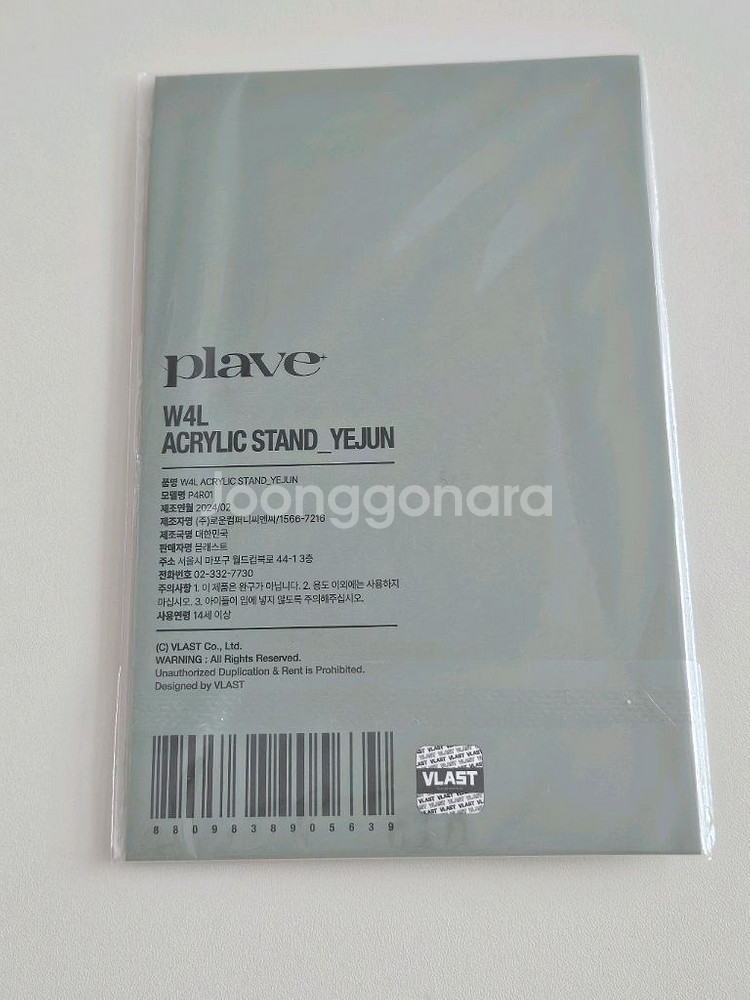 plave
W4L
ACRYLIC STAND_YEJUN
품명 W4L ACRYLIC STAND_YEJUN
모델명 P4R01
제조연월 2024/02
제조자명 (주)로운컴퍼니씨엔씨/1566-7216
제조국명 대한민국
판매자명 블래스트
주소 서울시 마포구 월드컵북로 44-1 3층
전화번호 02-332-7730
주의사항 1. 이 제품은 완구가 아닙니다. 2. 용도 이외에는 사용하지
마십시오. 3. 아이들이 입에 넣지 않도록 주의해주십시오.
사용연령 14세 이상
(C) VLAST Co., Ltd.
WARNING : All Rights Reserved.
Unauthorized Duplication & Rent is Prohibited.
Designed by VLAST
8809838905639
VLAST
joonggonara